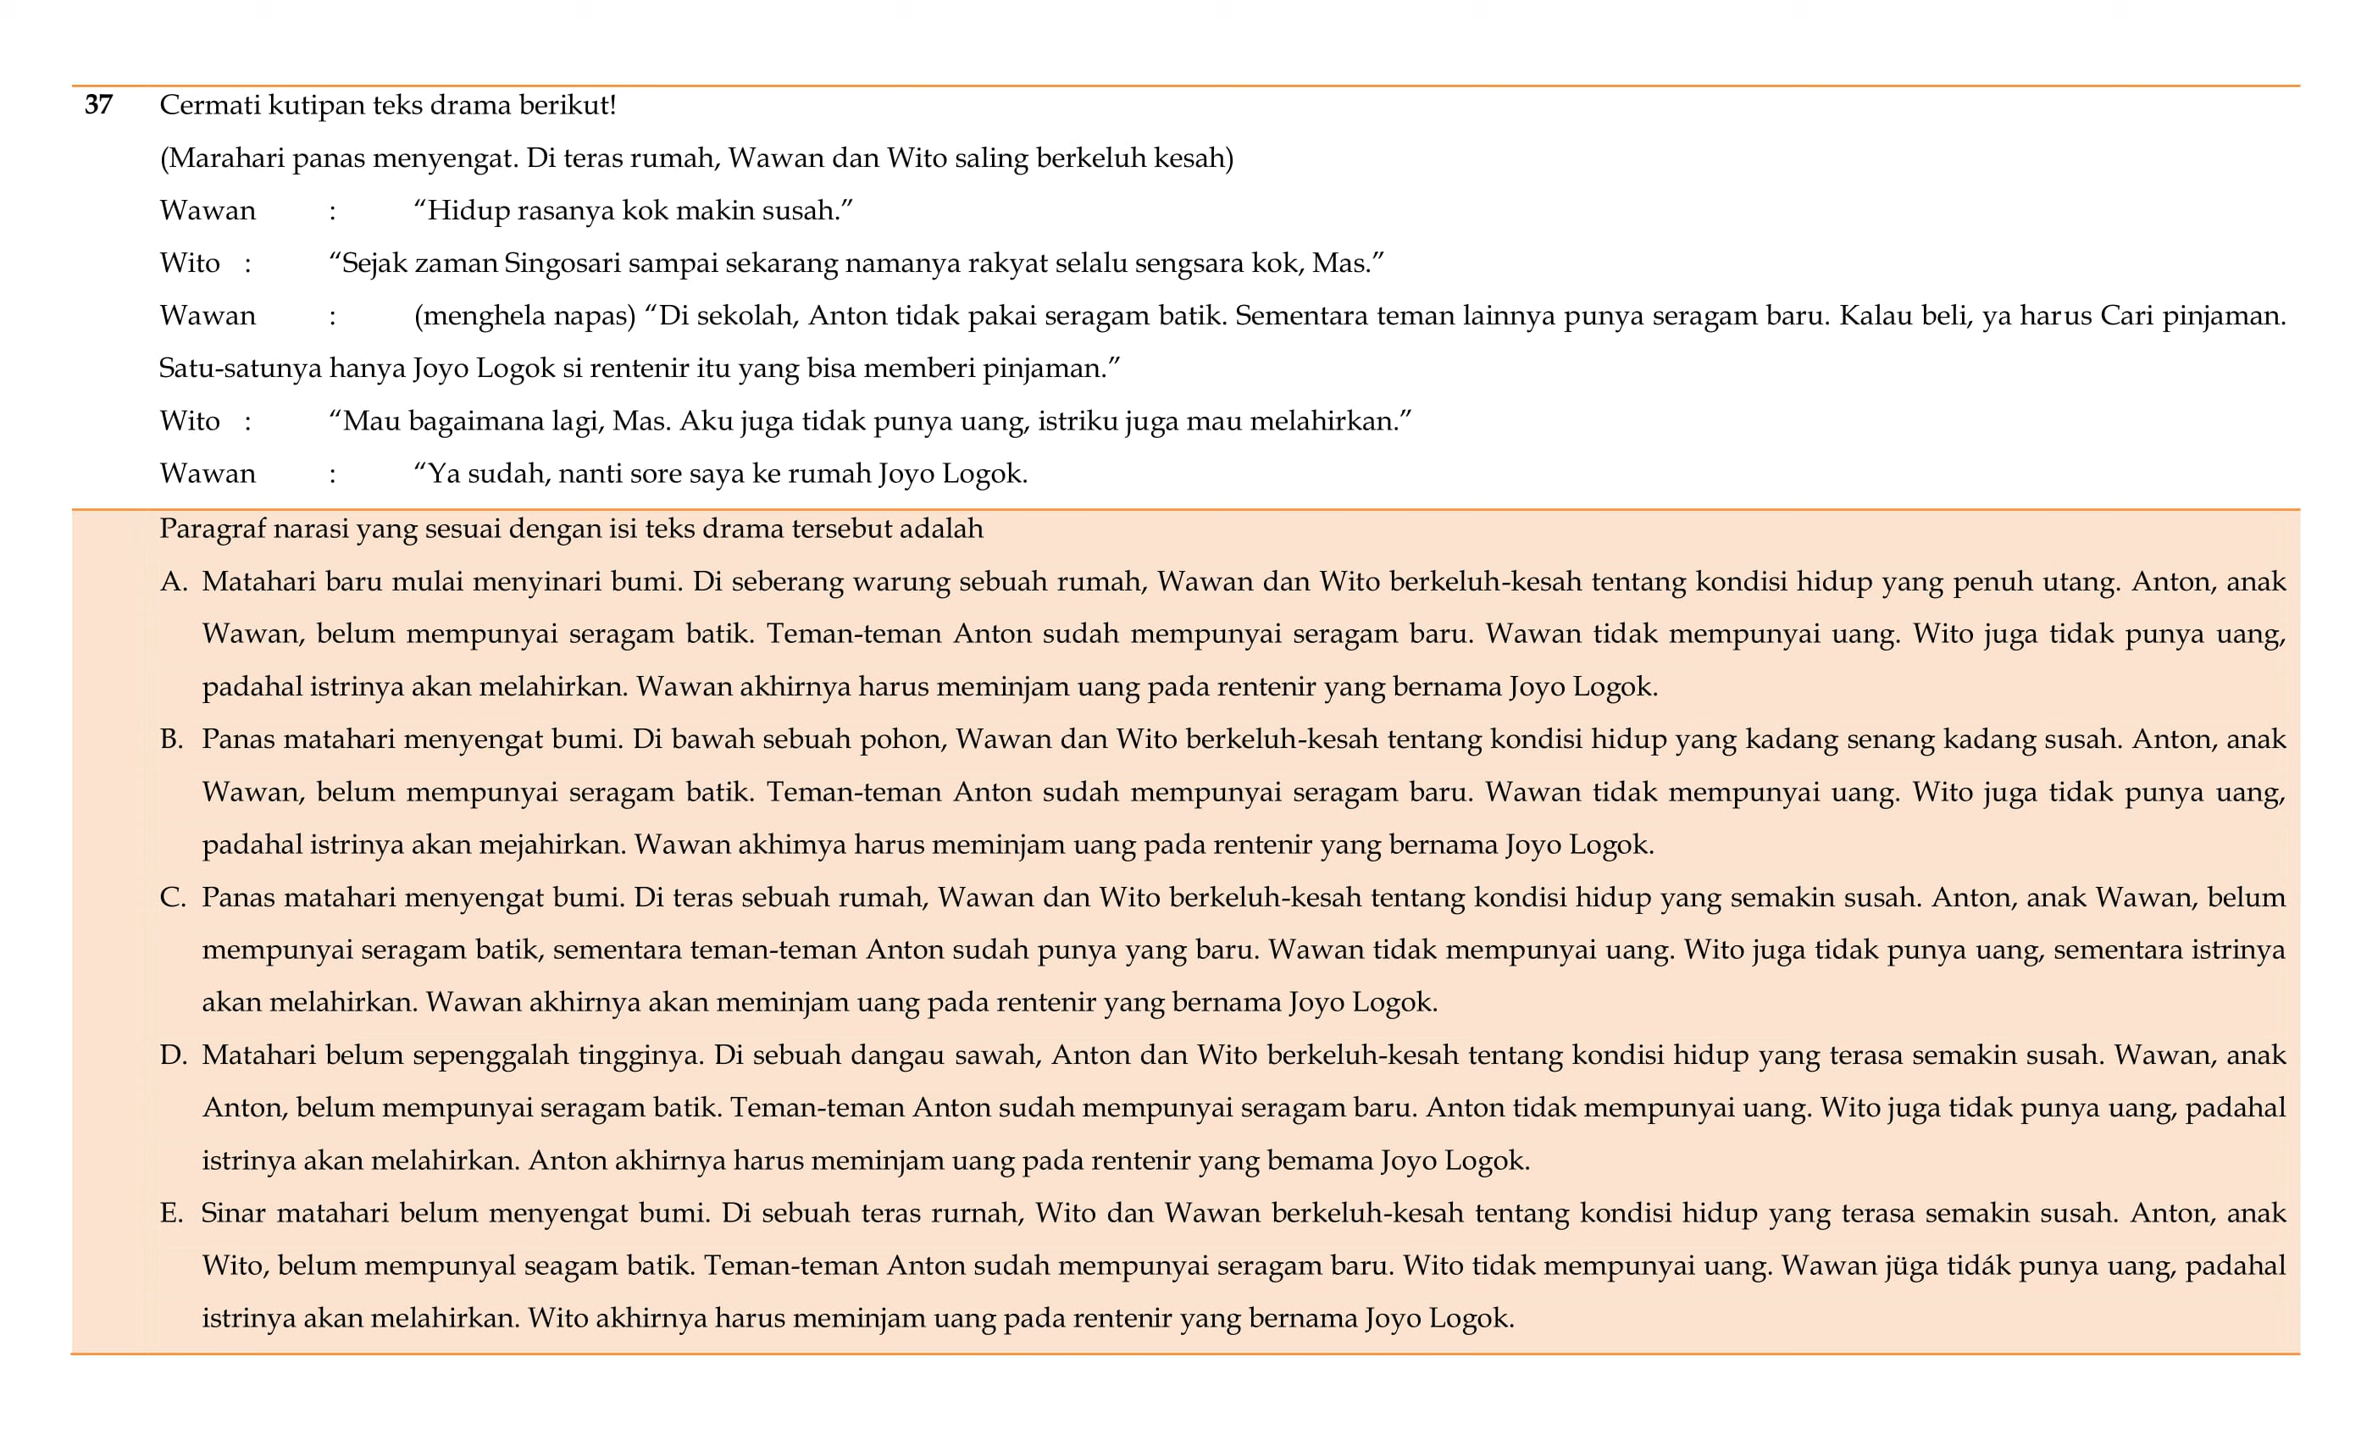 37 Cermati kutipan teks drama berikut!
(Marahari panas menyengat. Di teras rumah, Wawan dan Wito saling berkeluh kesah)
Wawan : “Hidup rasanya kok makin susah.”
Wito : “Sejak zaman Singosari sampai sekarang namanya rakyat selalu sengsara kok, Mas.”
Wawan : (menghela napas) “Di sekolah, Anton tidak pakai seragam batik. Sementara teman lainnya punya seragam baru. Kalau beli, ya harus Cari pinjaman.
Satu-satunya hanya Joyo Logok si rentenir itu yang bisa memberi pinjaman.”
Wito : “Mau bagaimana lagi, Mas. Aku juga tidak punya uang, istriku juga mau melahirkan.”
Wawan : “Ya sudah, nanti sore saya ke rumah Joyo Logok.
Paragraf narasi yang sesuai dengan isi teks drama tersebut adalah
A. Matahari baru mulai menyinari bumi. Di seberang warung sebuah rumah, Wawan dan Wito berkeluh-kesah tentang kondisi hidup yang penuh utang. Anton, anak
Wawan, belum mempunyai seragam batik. Teman-teman Anton sudah mempunyai seragam baru. Wawan tidak mempunyai uang. Wito juga tidak punya uang,
padahal istrinya akan melahirkan. Wawan akhirnya harus meminjam uang pada rentenir yang bernama Joyo Logok.
B. Panas matahari menyengat bumi. Di bawah sebuah pohon, Wawan dan Wito berkeluh-kesah tentang kondisi hidup yang kadang senang kadang susah. Anton, anak
Wawan, belum mempunyai seragam batik. Teman-teman Anton sudah mempunyai seragam baru. Wawan tidak mempunyai uang. Wito juga tidak punya uang,
padahal istrinya akan mejahirkan. Wawan akhimya harus meminjam uang pada rentenir yang bernama Joyo Logok.
C. Panas matahari menyengat bumi. Di teras sebuah rumah, Wawan dan Wito berkeluh-kesah tentang kondisi hidup yang semakin susah. Anton, anak Wawan, belum
mempunyai seragam batik, sementara teman-teman Anton sudah punya yang baru. Wawan tidak mempunyai uang. Wito juga tidak punya uang, sementara istrinya
akan melahirkan. Wawan akhirnya akan meminjam uang pada rentenir yang bernama Joyo Logok.
D. Matahari belum sepenggalah tingginya. Di sebuah dangau sawah, Anton dan Wito berkeluh-kesah tentang kondisi hidup yang terasa semakin susah. Wawan, anak
Anton, belum mempunyai seragam batik. Teman-teman Anton sudah mempunyai seragam baru. Anton tidak mempunyai uang. Wito juga tidak punya uang, padahal
istrinya akan melahirkan. Anton akhirnya harus meminjam uang pada rentenir yang bemama Joyo Logok.
E. Sinar matahari belum menyengat bumi. Di sebuah teras rurnah, Wito dan Wawan berkeluh-kesah tentang kondisi hidup yang terasa semakin susah. Anton, anak
Wito, belum mempunyal seagam batik. Teman-teman Anton sudah mempunyai seragam baru. Wito tidak mempunyai uang. Wawan jüga tidák punya uang, padahal
istrinya akan melahirkan. Wito akhirnya harus meminjam uang pada rentenir yang bernama Joyo Logok.